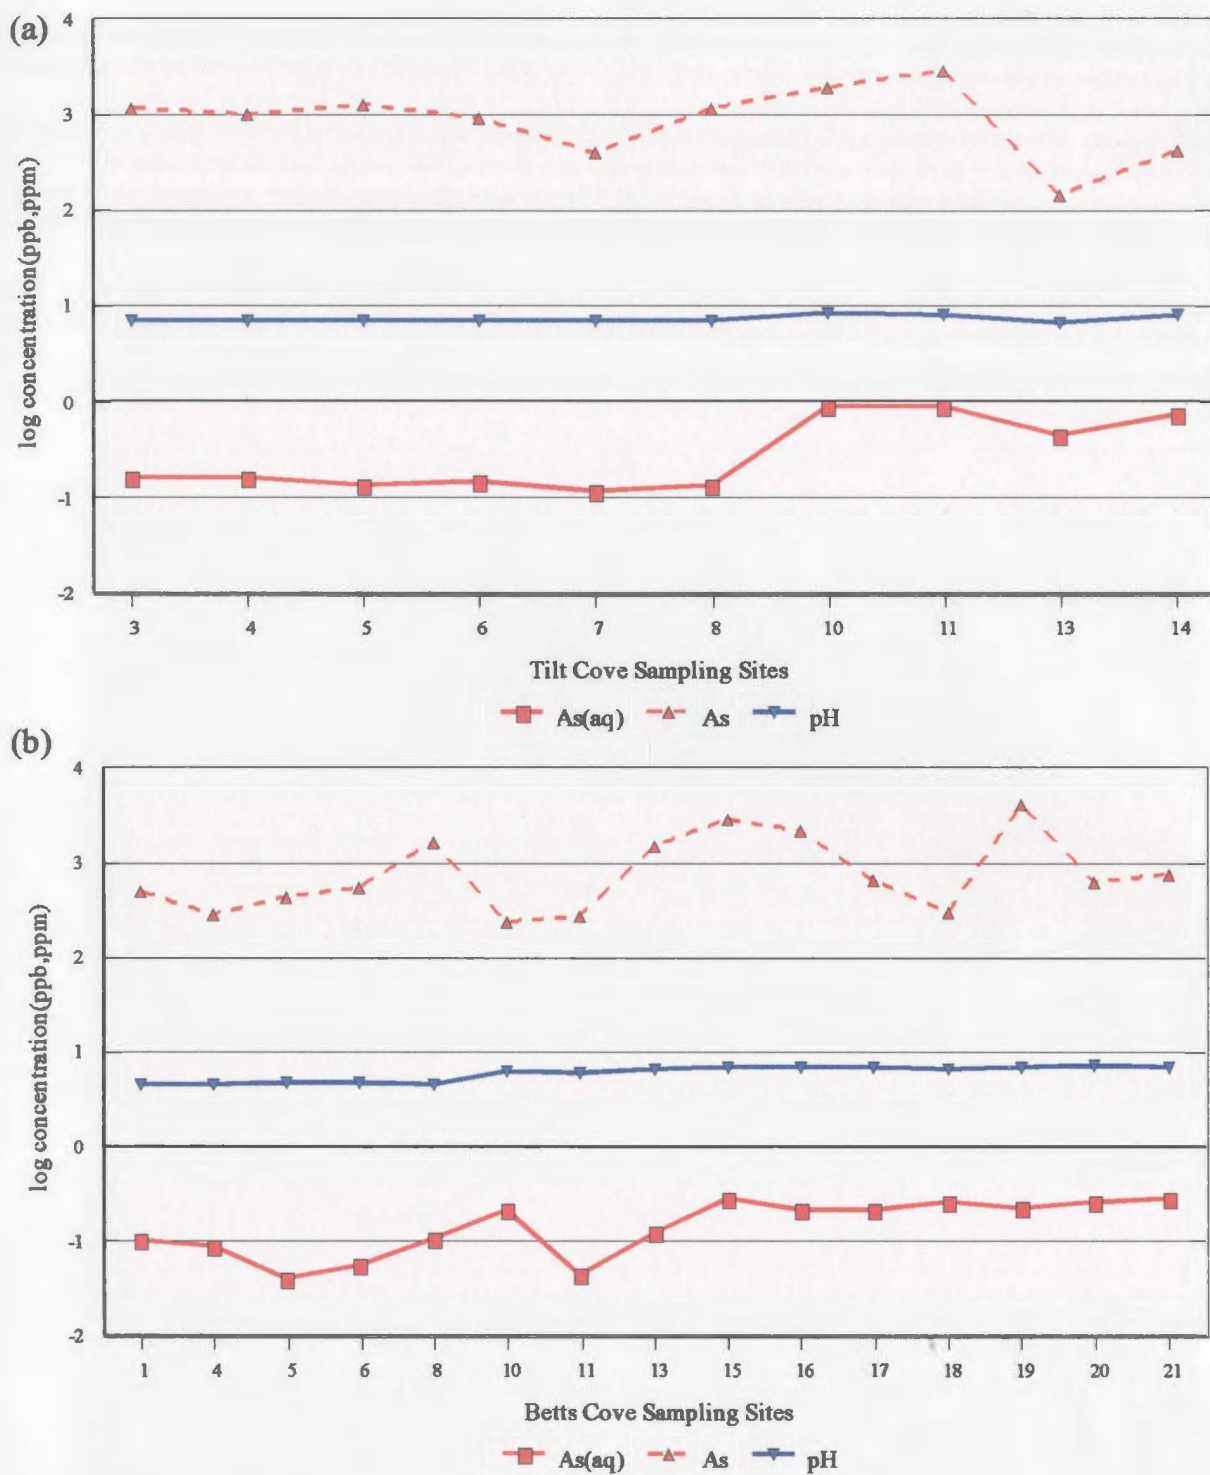 (a)
4
3
2
1
0
-1
-2
log concentration(ppb,ppm)
3 4 5 6 7 8 10 11 13 14
Tilt Cove Sampling Sites
As(aq) As pH
(b)
4
3
2
1
0
-1
-2
log concentration(ppb,ppm)
1 4 5 6 8 10 11 13 15 16 17 18 19 20 21
Betts Cove Sampling Sites
As(aq) As pH